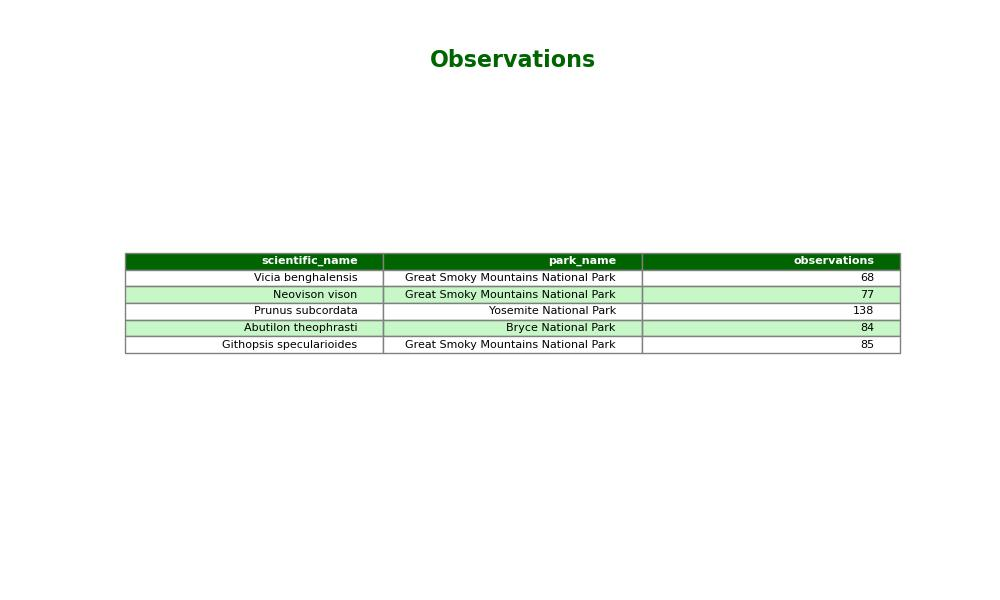 Observations
scientific_name park_name observations
Vicia benghalensis Great Smoky Mountains National Park 68
Neovison vison Great Smoky Mountains National Park 77
Prunus subcordata Yosemite National Park 138
Abutilon theophrasti Bryce National Park 84
Githopsis specularioides Great Smoky Mountains National Park 85